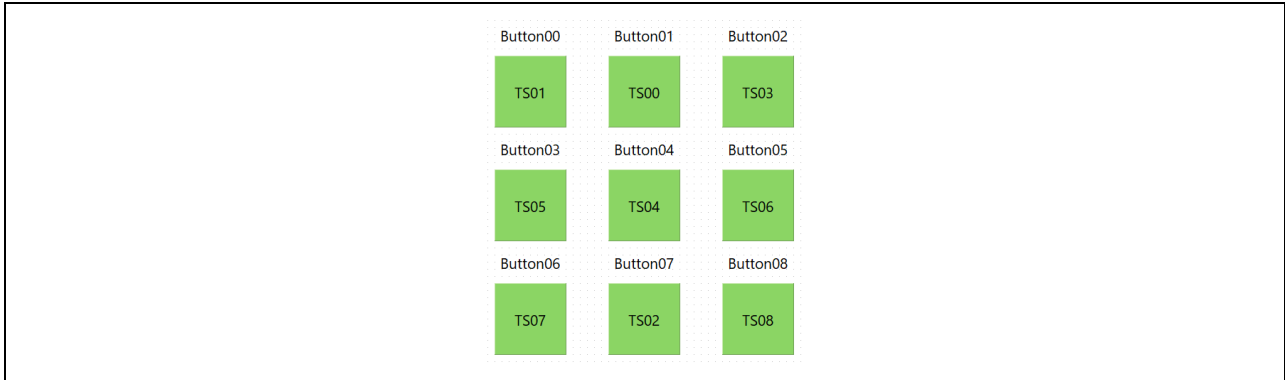 Button00 Button01 Button02
TS01 TS00 TS03
Button03 Button04 Button05
TS05 TS04 TS06
Button06 Button07 Button08
TS07 TS02 TS08